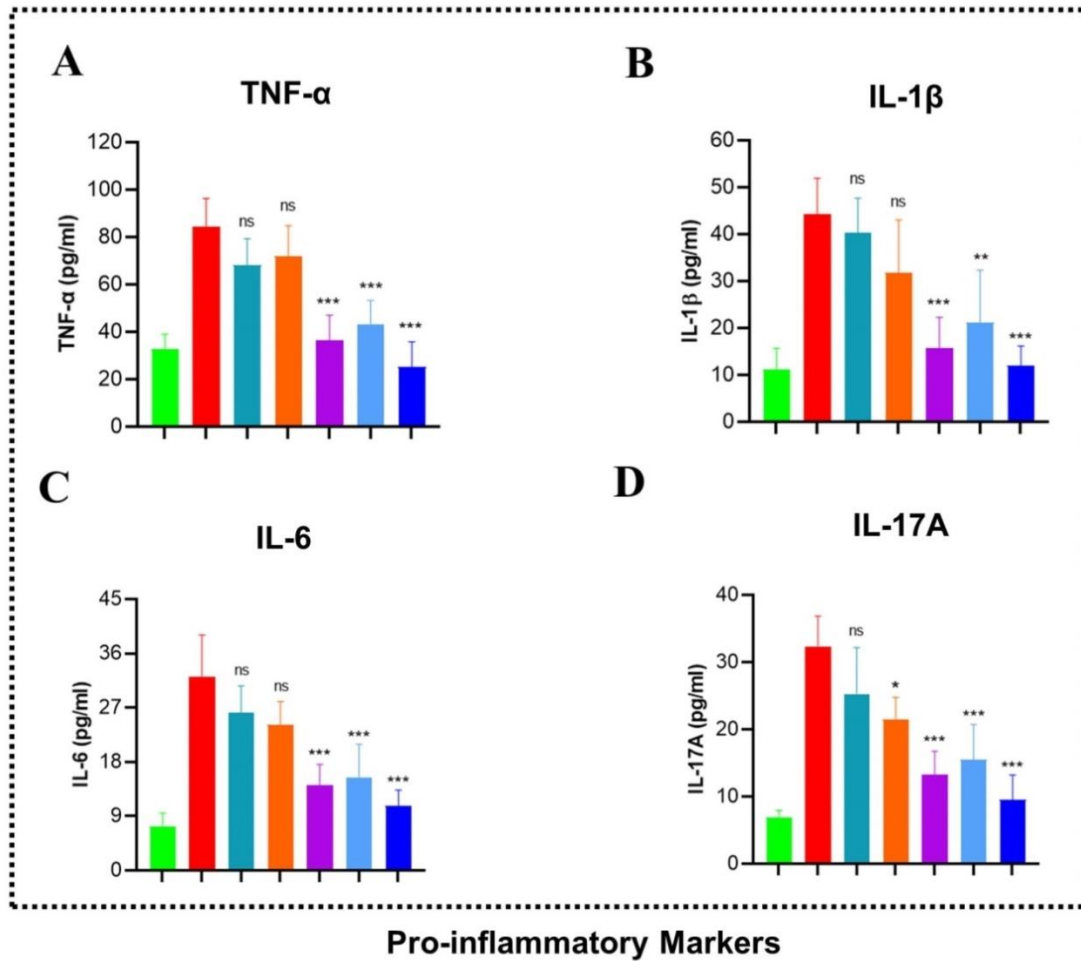 A
TNF-α
TNF-α (pg/ml)
120
100
80
60
40
20
0
ns
ns
***
***
***
B
IL-1β
IL-1β (pg/ml)
60
50
40
30
20
10
0
ns
ns
***
**
***
C
IL-6
IL-6 (pg/ml)
45
36
27
18
9
0
ns
ns
***
***
***
D
IL-17A
IL-17A (pg/ml)
40
30
20
10
0
ns
*
***
***
***
Pro-inflammatory Markers